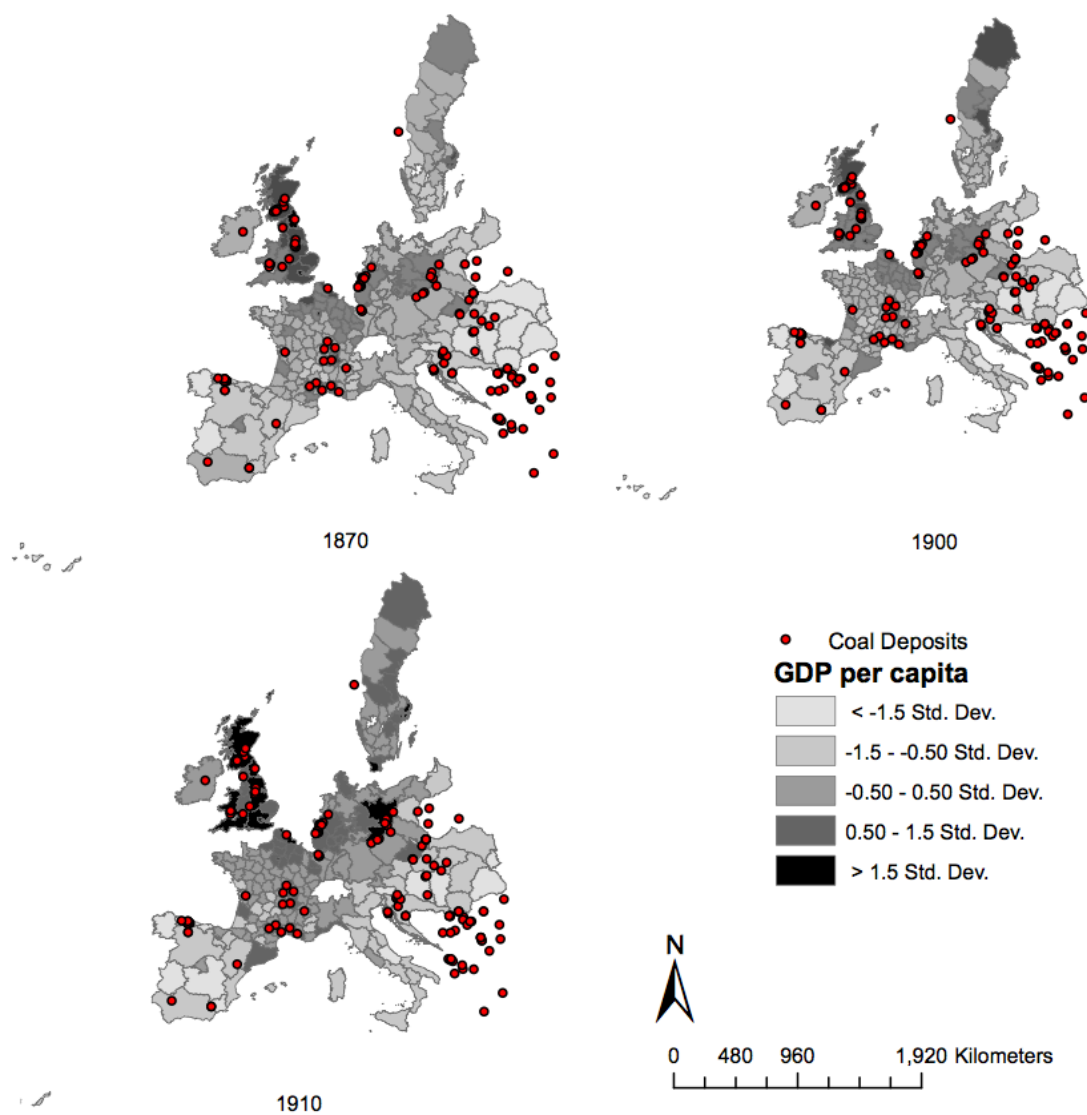 1870
1900
Coal Deposits
GDP per capita
< -1.5 Std. Dev.
-1.5 - -0.50 Std. Dev.
-0.50 - 0.50 Std. Dev.
0.50 - 1.5 Std. Dev.
> 1.5 Std. Dev.
N
0 480 960 1,920 Kilometers
1910